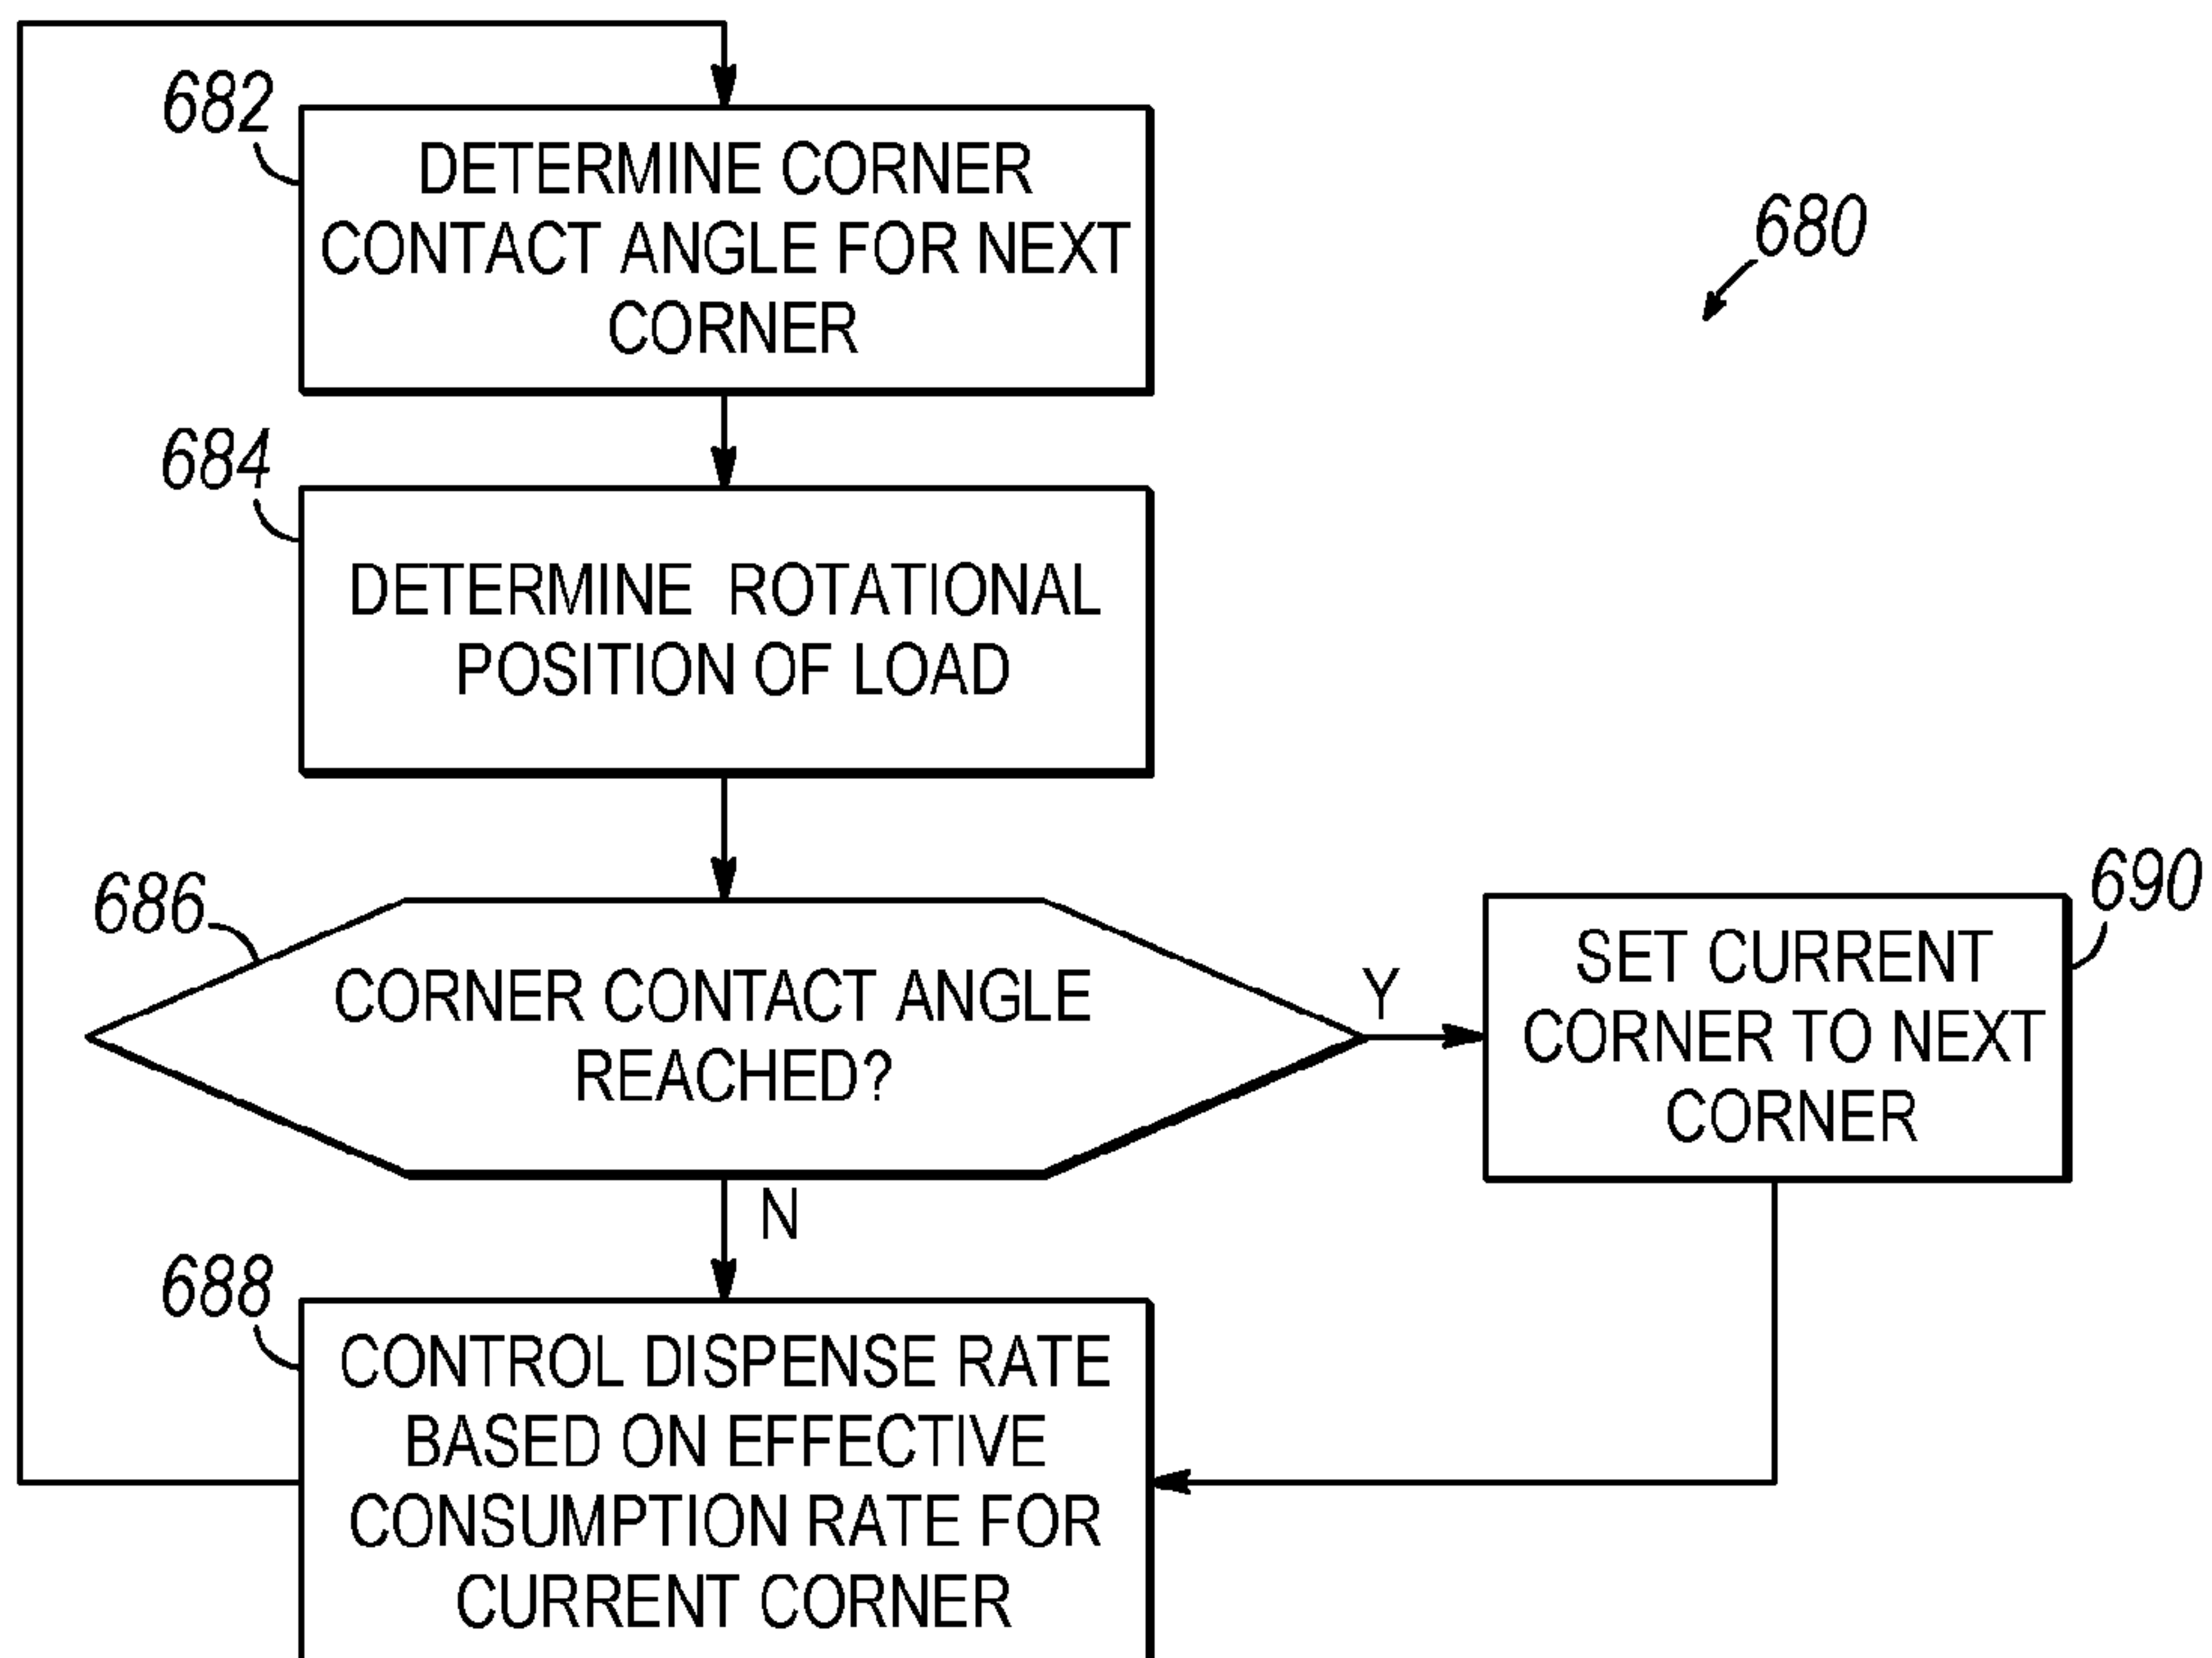 682
DETERMINE CORNER
CONTACT ANGLE FOR NEXT
CORNER
680
684
DETERMINE ROTATIONAL
POSITION OF LOAD
686
CORNER CONTACT ANGLE
REACHED?
Y
690
SET CURRENT
CORNER TO NEXT
CORNER
N
688
CONTROL DISPENSE RATE
BASED ON EFFECTIVE
CONSUMPTION RATE FOR
CURRENT CORNER